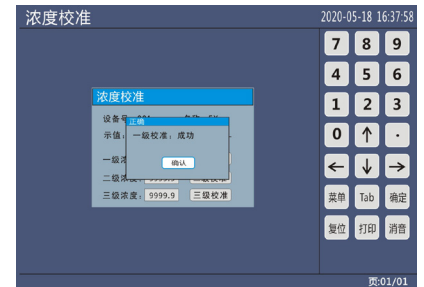 浓度校准 2020-05-18 16:37:58
7 8 9
4 5 6
1 2 3
0 ↑ ·
← ↓ →
菜单 Tab 确定
复位 打印 消音
浓度校准
设备号
正确
示值:
一级校准:成功
确认
一级浓
二级浓
三级浓度: 9999.9 三级校准
页:01/01